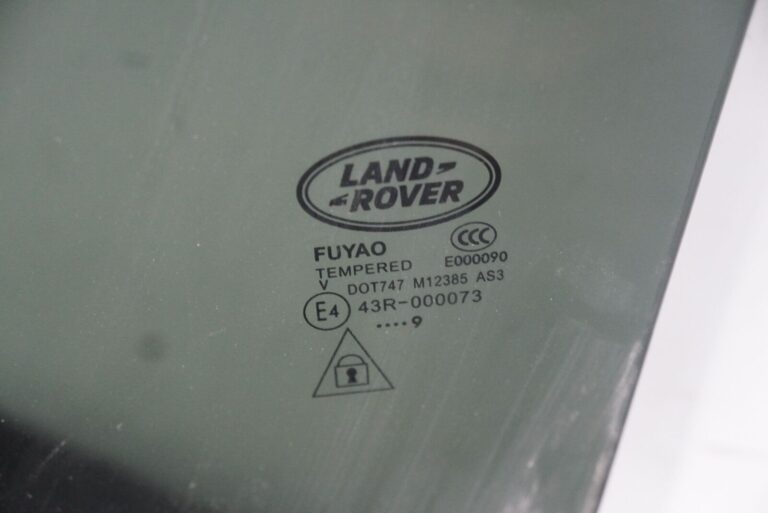 LAND
ROVER
FUYAO
CCC
TEMPERED
E000090
V DOT747 M12385 AS3
E4 43R-000073
....9